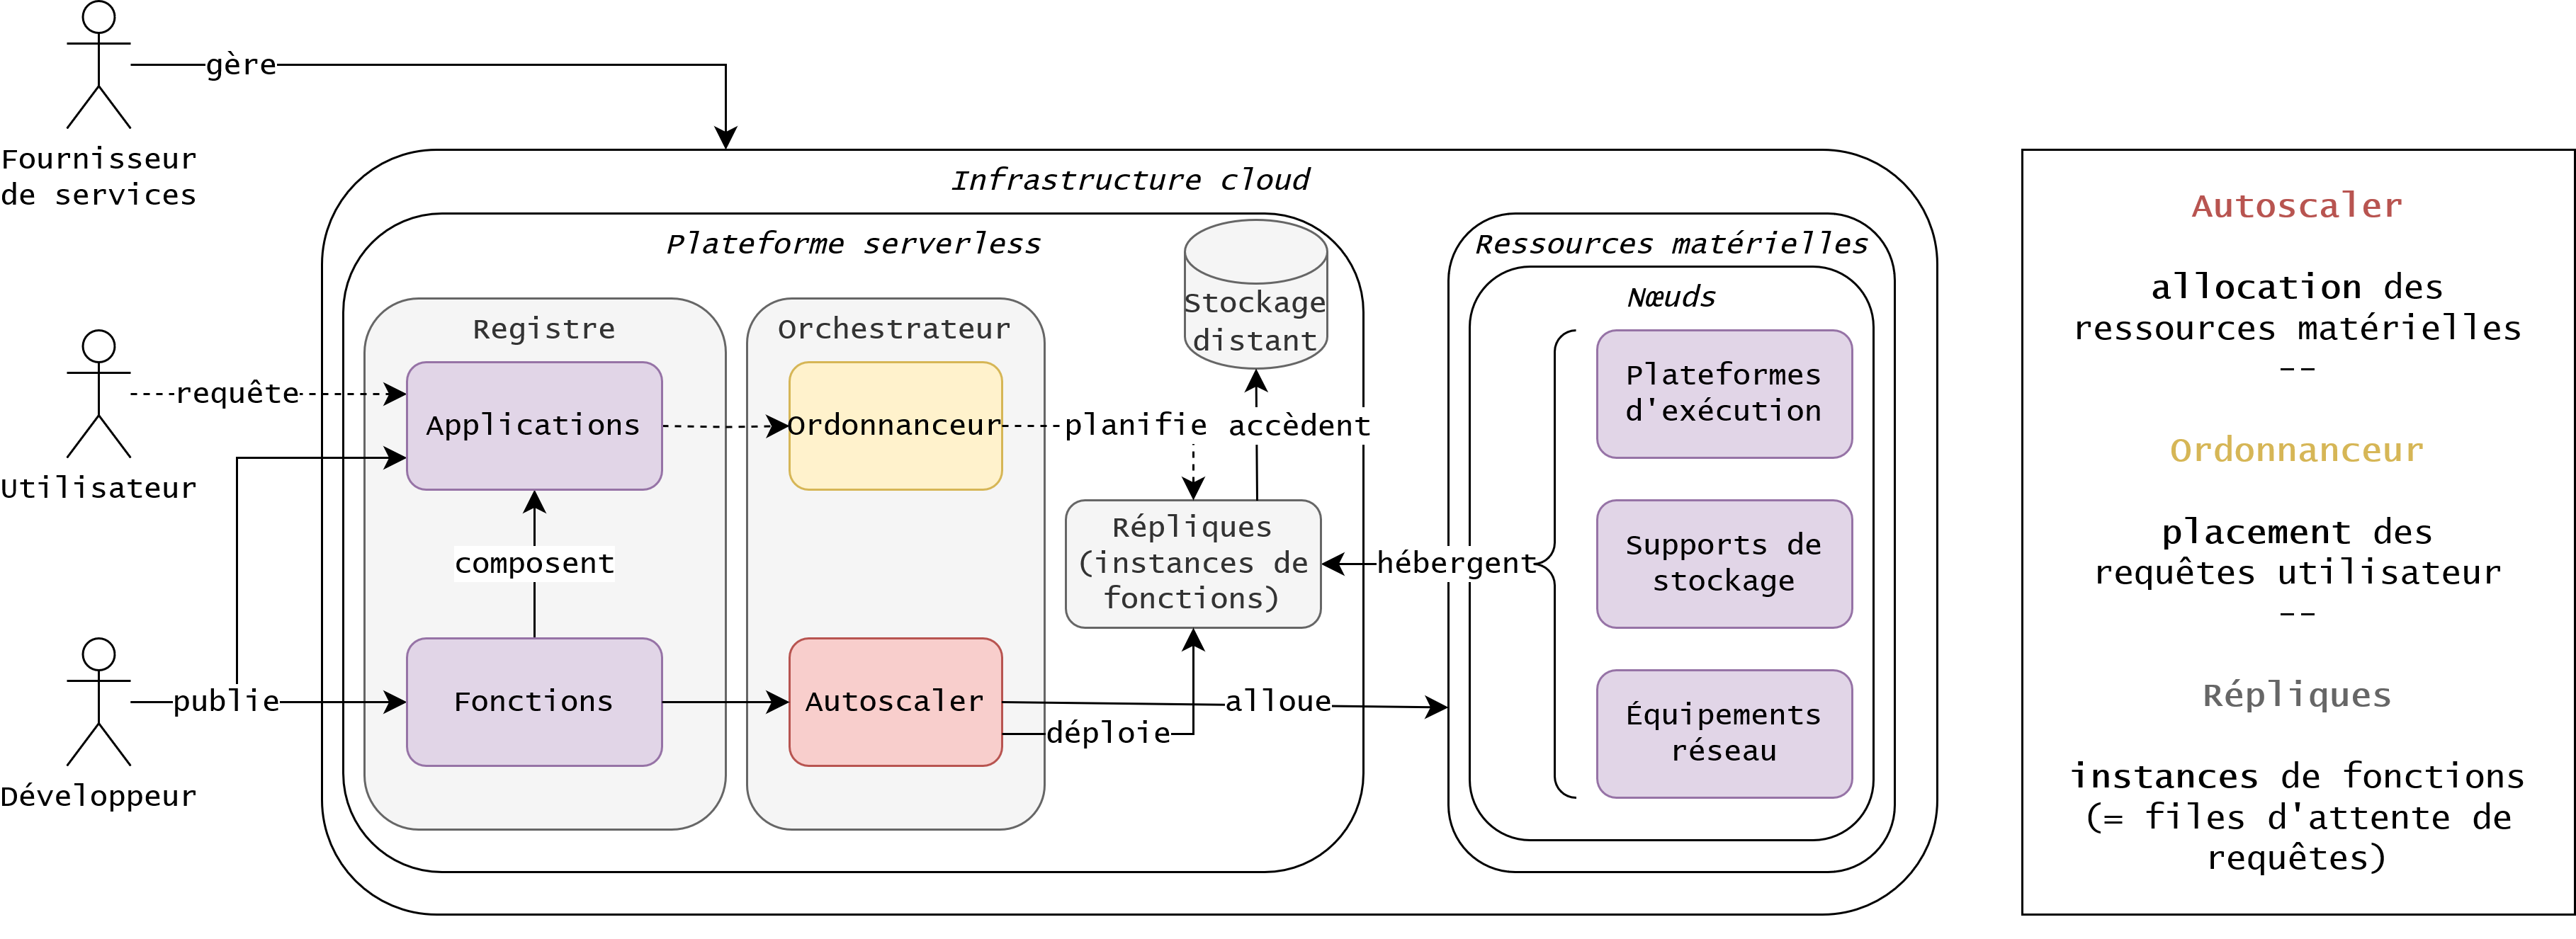 gère
Fournisseur
de services
Infrastructure cloud
Plateforme serverless
Ressources matérielles
Registre
Orchestrateur
Stockage
distant
Nœuds
Utilisateur
requête
Applications
Ordonnanceur
planifie
accèdent
composent
Répliques
(instances de
fonctions)
hébergent
Développeur
publie
Fonctions
Autoscaler
alloue
déploie
Plateformes
d'exécution
Supports de
stockage
Équipements
réseau
Autoscaler
allocation des
ressources matérielles
--
Ordonnanceur
placement des
requêtes utilisateur
--
Répliques
instances de fonctions
(= files d'attente de
requêtes)